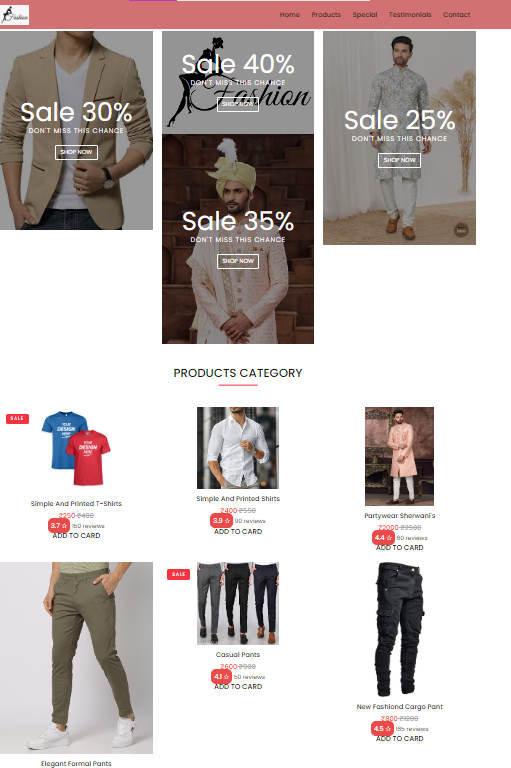 Fashion
Home Products Special Testimonials Contact
Sale 30%
DON'T MISS THIS CHANCE
SHOP NOW
Sale 40%
DON'T MISS THIS CHANCE
SHOP NOW
Fashion
Sale 35%
DON'T MISS THIS CHANCE
SHOP NOW
Sale 25%
DON'T MISS THIS CHANCE
SHOP NOW
PRODUCTS CATEGORY
SALE
YOUR
DESIGN
HERE
YOUR
DESIGN
HERE
Simple And Printed T-Shirts
₹250 ₹400
3.7 ☆ 150 reviews
ADD TO CARD
Simple And Printed Shirts
₹400 ₹550
3.9 ☆ 90 reviews
ADD TO CARD
Partywear Sherwani's
₹2000 ₹2500
4.4 ☆ 90 reviews
ADD TO CARD
Elegant Formal Pants
SALE
Casual Pants
₹600 ₹900
4.1 ☆ 50 reviews
ADD TO CARD
New Fashiond Cargo Pant
₹800 ₹1200
4.5 ☆ 185 reviews
ADD TO CARD